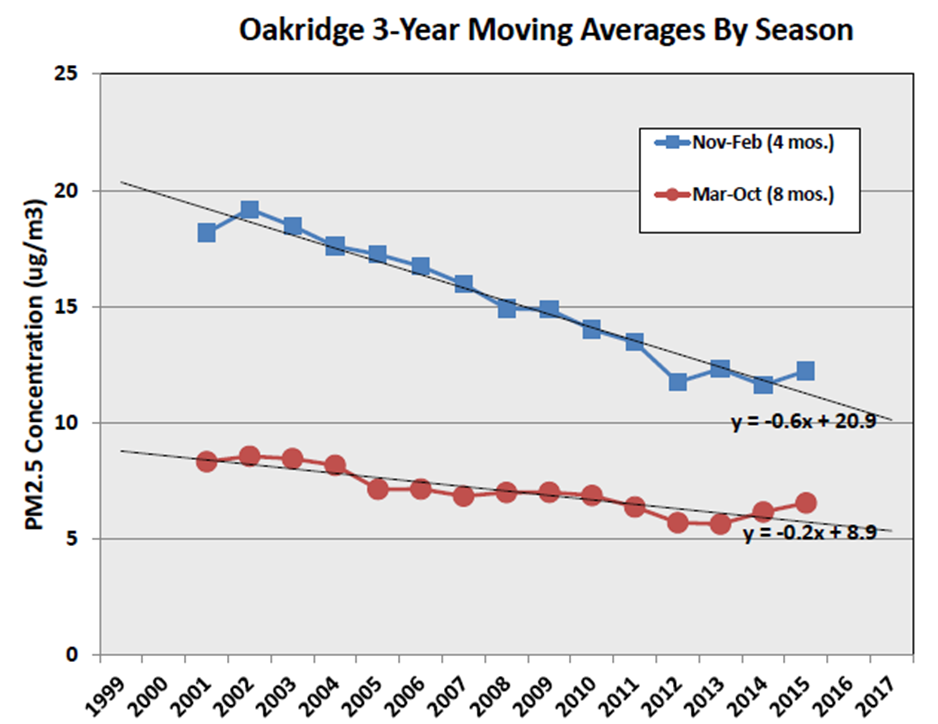 Oakridge 3-Year Moving Averages By Season
PM2.5 Concentration (ug/m3)
25
20
15
10
5
0
Nov-Feb (4 mos.)
Mar-Oct (8 mos.)
y = -0.6x + 20.9
y = -0.2x + 8.9
1999 2000 2001 2002 2003 2004 2005 2006 2007 2008 2009 2010 2011 2012 2013 2014 2015 2016 2017